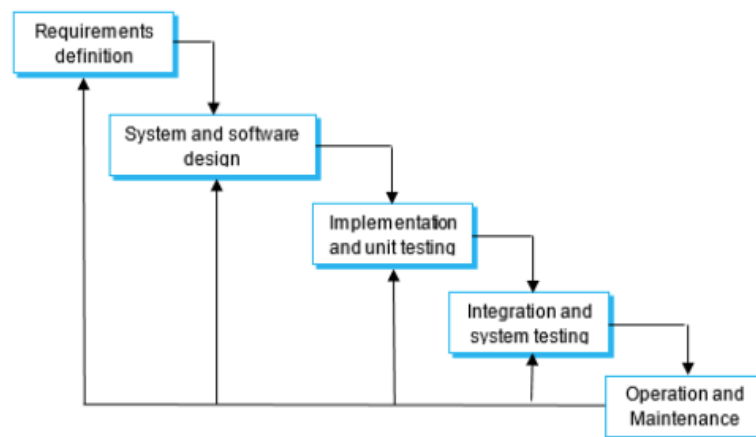 Requirements
definition
System and software
design
Implementation
and unit testing
Integration and
system testing
Operation and
Maintenance